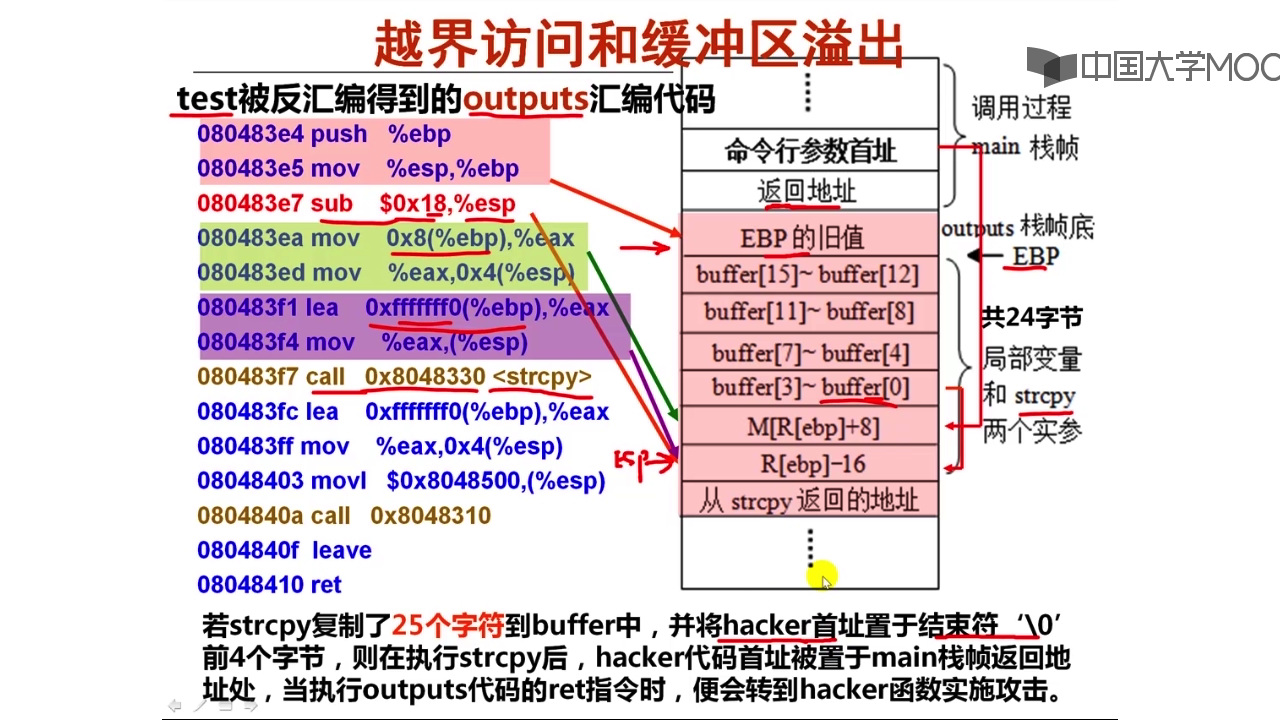 越界访问和缓冲区溢出
中国大学MOO
test被反汇编得到的outputs汇编代码
080483e4 push %ebp
080483e5 mov %esp,%ebp
080483e7 sub $0x18,%esp
080483ea mov 0x8(%ebp),%eax
080483ed mov %eax,0x4(%esp)
080483f1 lea 0xfffffff0(%ebp),%eax
080483f4 mov %eax,(%esp)
080483f7 call 0x8048330 <strcpy>
080483fc lea 0xfffffff0(%ebp),%eax
080483ff mov %eax,0x4(%esp)
08048403 movl $0x8048500,(%esp)
0804840a call 0x8048310
0804840f leave
08048410 ret
命令行参数首址
返回地址
EBP 的旧值
buffer[15]~ buffer[12]
buffer[11]~ buffer[8]
buffer[7]~ buffer[4]
buffer[3]~ buffer[0]
M[R[ebp]+8]
R[ebp]-16
从 strcpy 返回的地址
调用过程
main 栈帧
outputs 栈帧底
EBP
共24字节
局部变量
和 strcpy
两个实参
ESP
若strcpy复制了25个字符到buffer中，并将hacker首址置于结束符‘\0’
前4个字节，则在执行strcpy后，hacker代码首址被置于main栈帧返回地
址处，当执行outputs代码的ret指令时，便会转到hacker函数实施攻击。